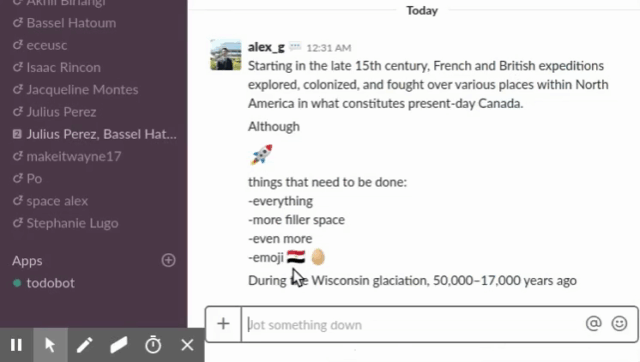 Akhil Bhangi
Bassel Hatoum
eceusc
Isaac Rincon
Jacqueline Montes
Julius Perez
2 Julius Perez, Bassel Hat...
makeitwayne17
Po
space alex
Stephanie Lugo
Apps
todobot
Today
alex_g 12:31 AM
Starting in the late 15th century, French and British expeditions
explored, colonized, and fought over various places within North
America in what constitutes present-day Canada.
Although
🚀
things that need to be done:
-everything
-more filler space
-even more
-emoji 🇪🇬 🥚
During the Wisconsin glaciation, 50,000–17,000 years ago
Jot something down